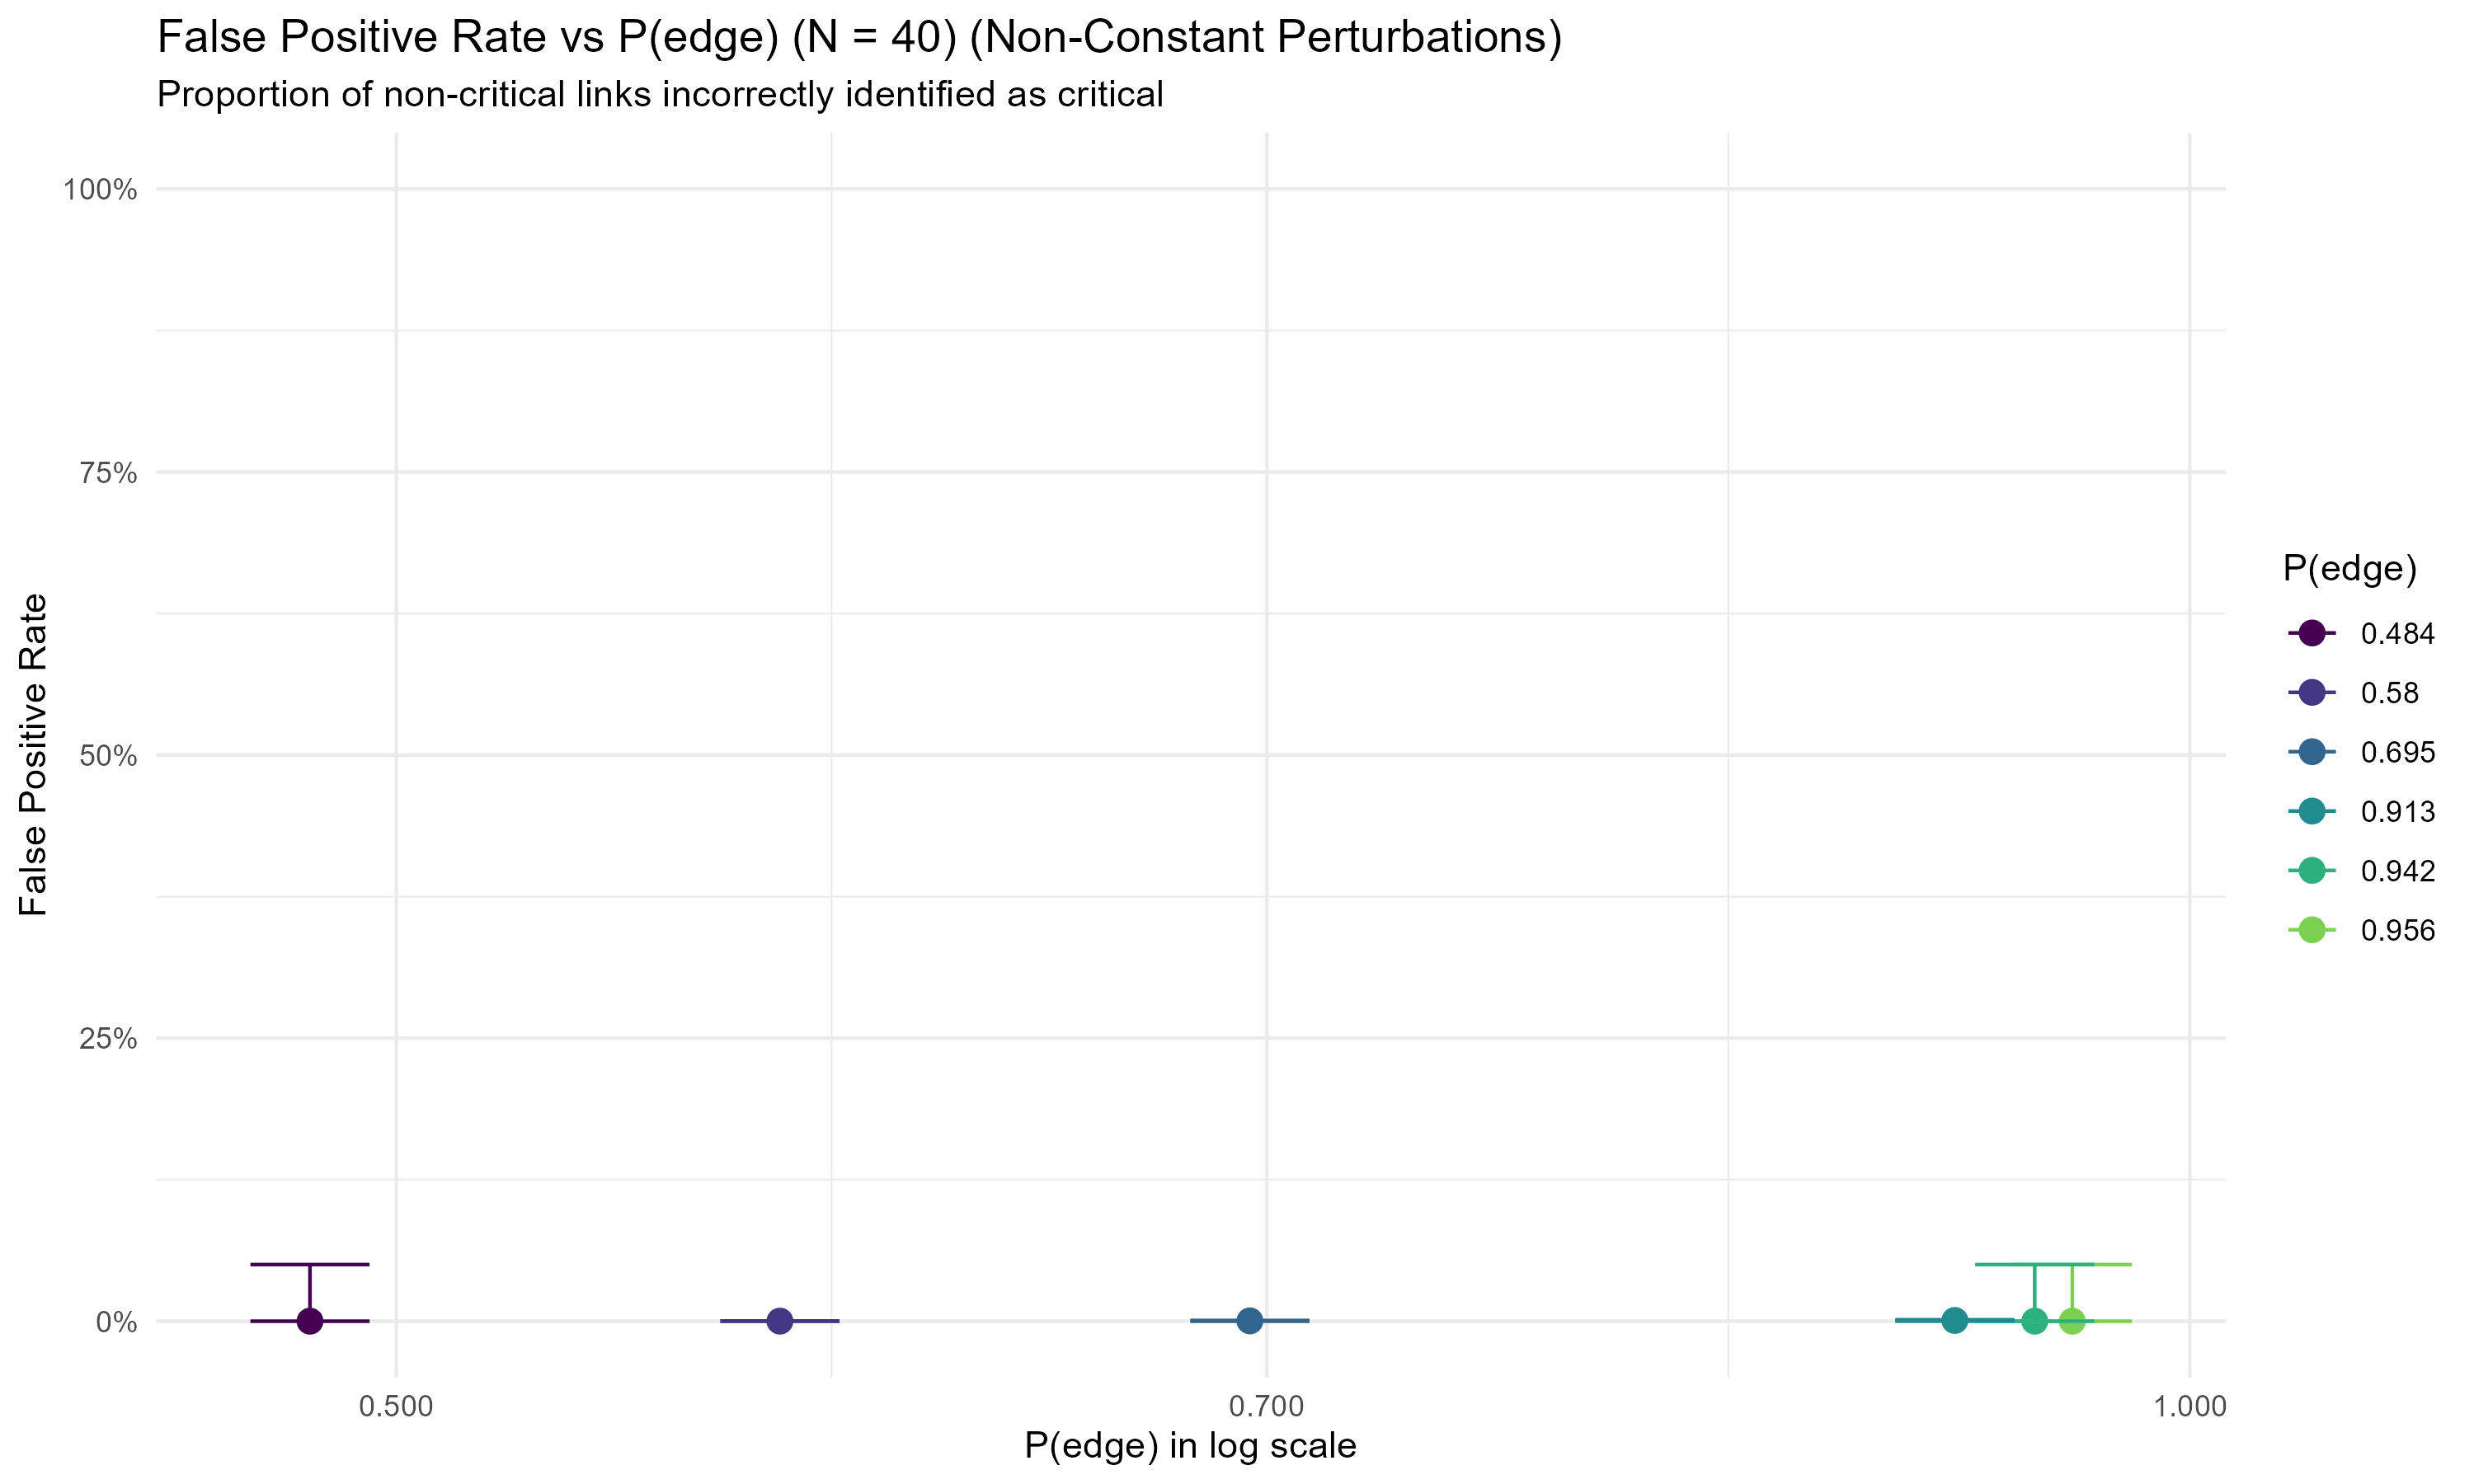 False Positive Rate vs P(edge) (N = 40) (Non-Constant Perturbations)
Proportion of non-critical links incorrectly identified as critical
False Positive Rate
100%
75%
50%
25%
0%
0.500
0.700
1.000
P(edge) in log scale
P(edge)
0.484
0.58
0.695
0.913
0.942
0.956